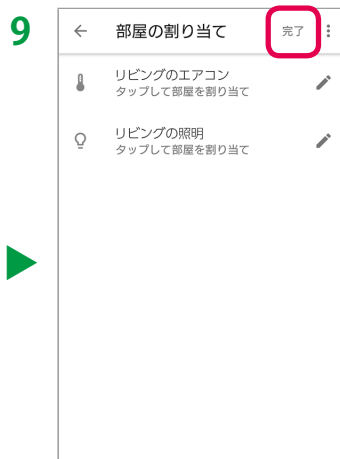 9
部屋の割り当て 完了
リビングのエアコン
タップして部屋を割り当て
リビングの照明
タップして部屋を割り当て